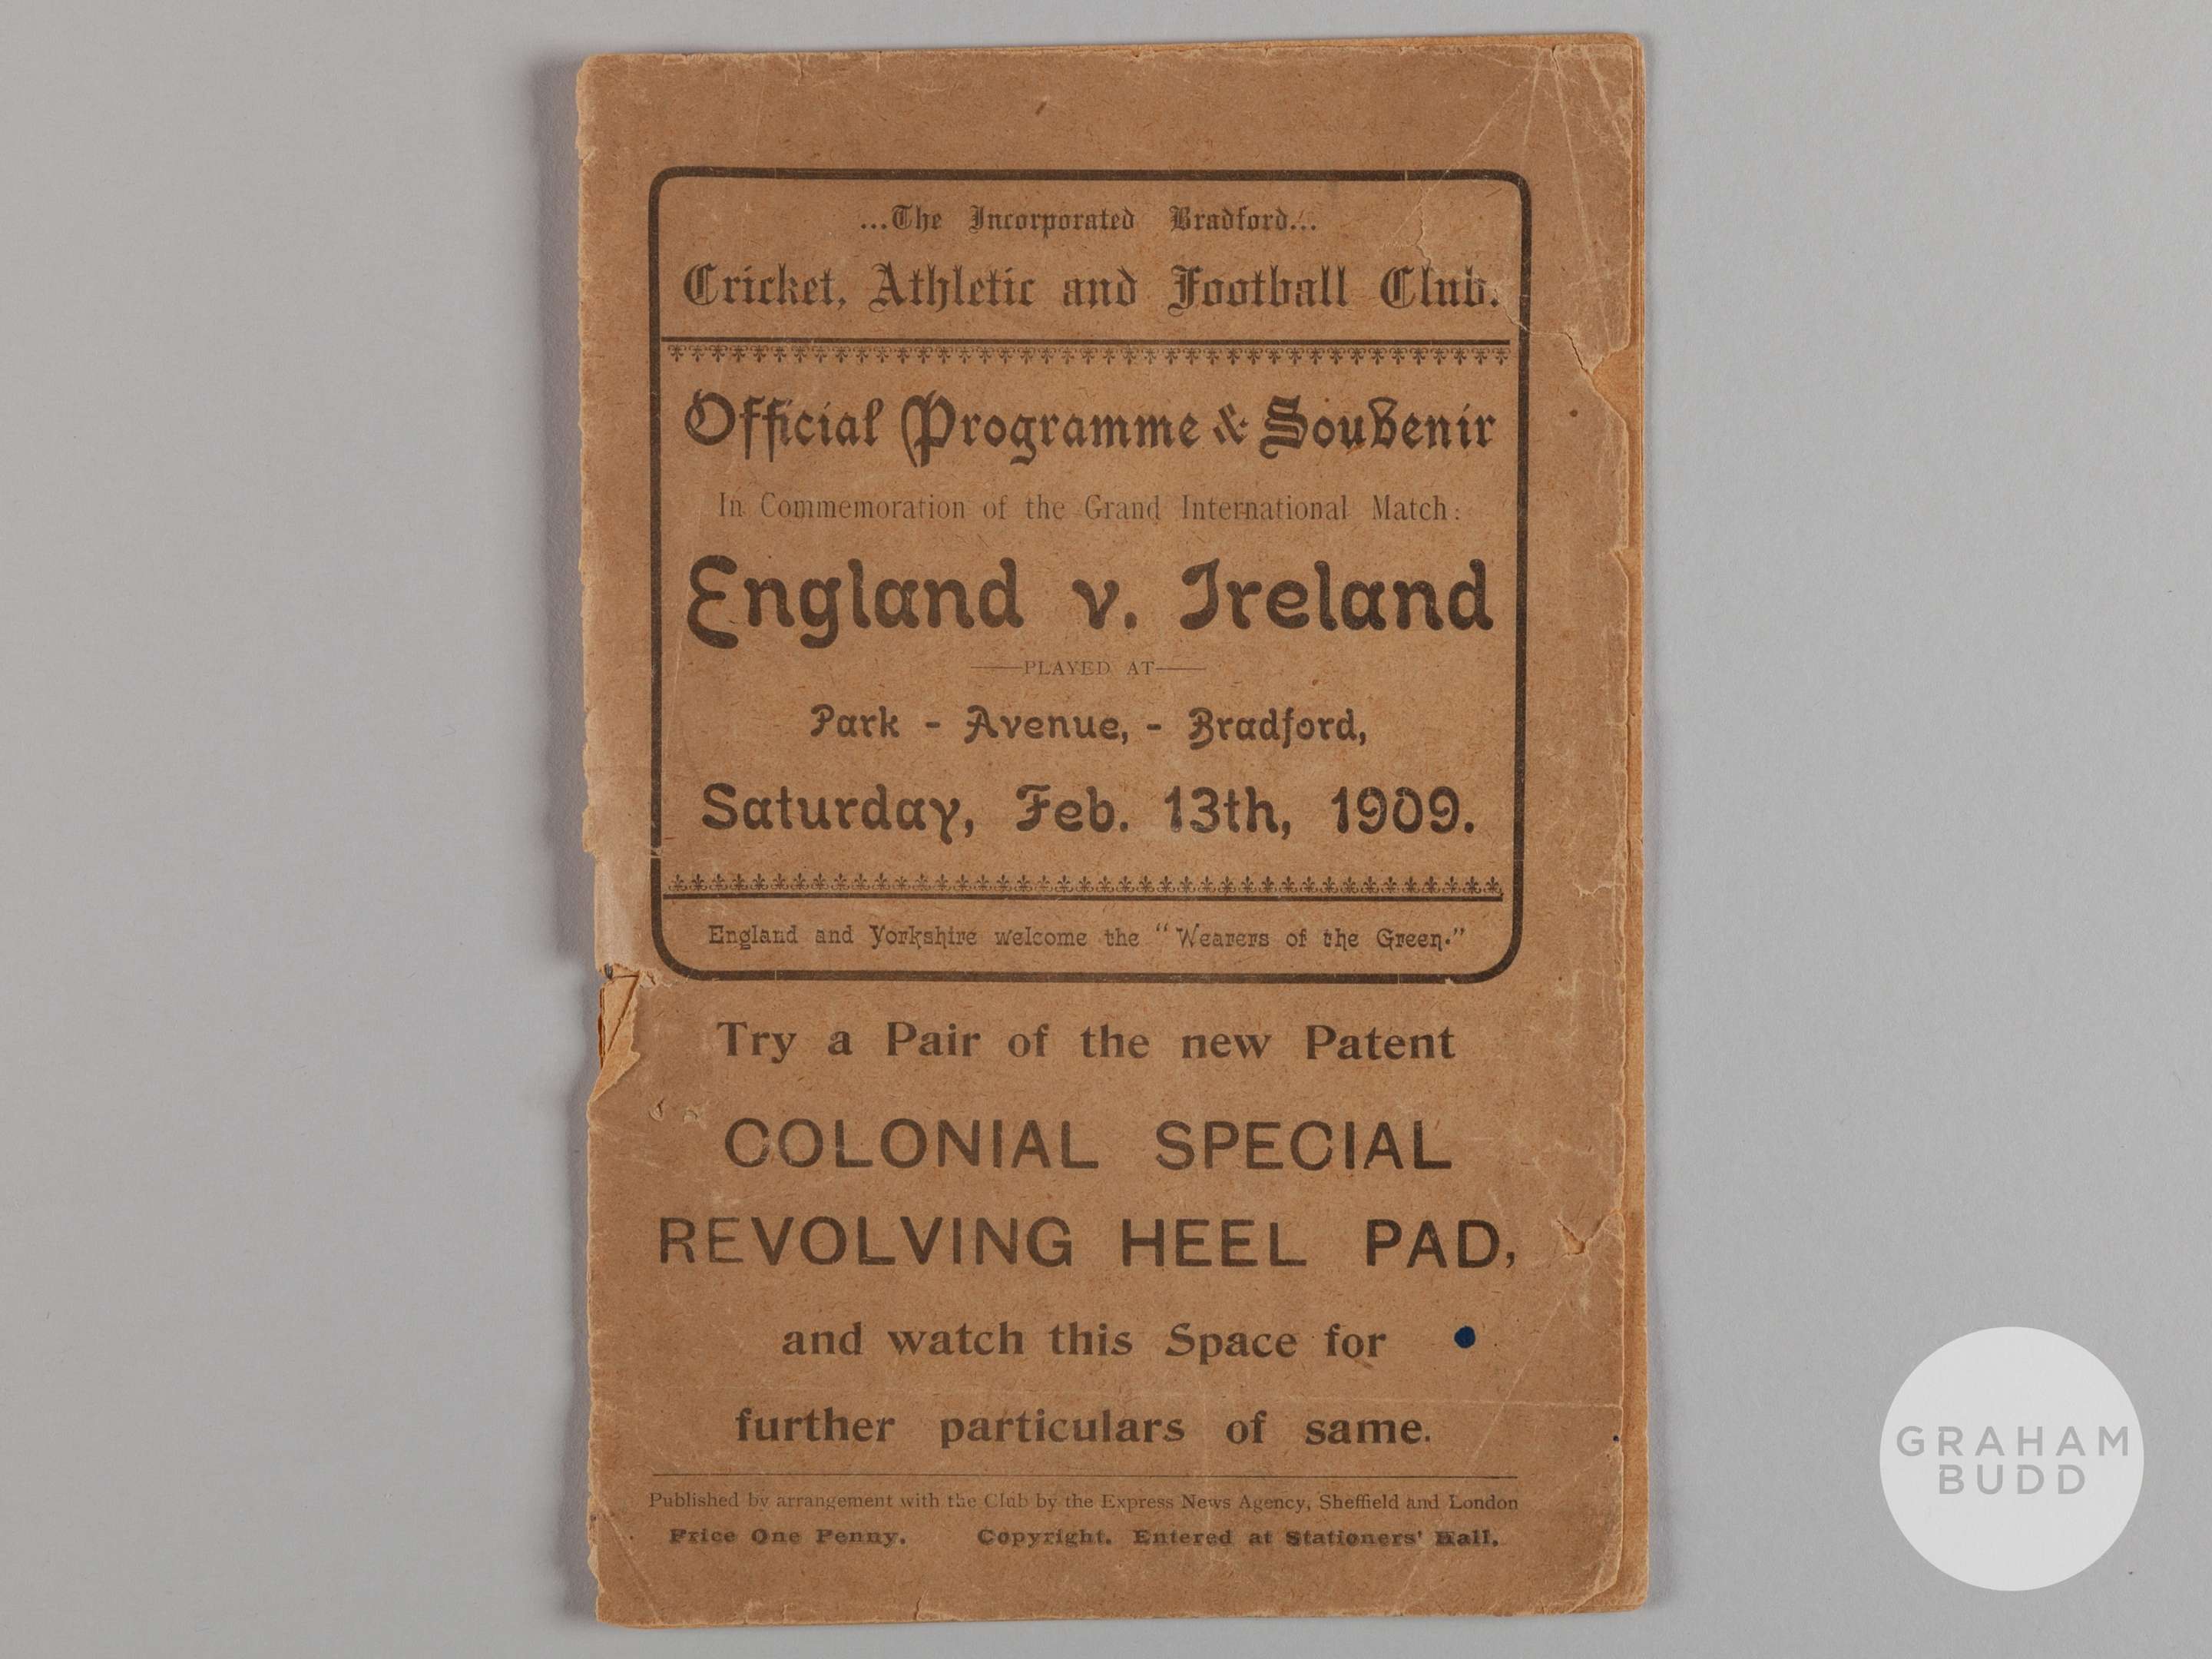 ...The Incorporated Bradford...
Cricket, Athletic and Football Club.
Official Programme & Souvenir
In Commemoration of the Grand International Match:
England v. Ireland
PLAYED AT
Park - Avenue, - Bradford,
Saturday, Feb. 13th, 1909.
England and Yorkshire welcome the "Wearers of the Green."
Try a Pair of the new Patent
COLONIAL SPECIAL
REVOLVING HEEL PAD,
and watch this Space for
further particulars of same.
Published by arrangement with the Club by the Express News Agency, Sheffield and London
Price One Penny. Copyright. Entered at Stationers' Hall.
GRAHAM
BUDD